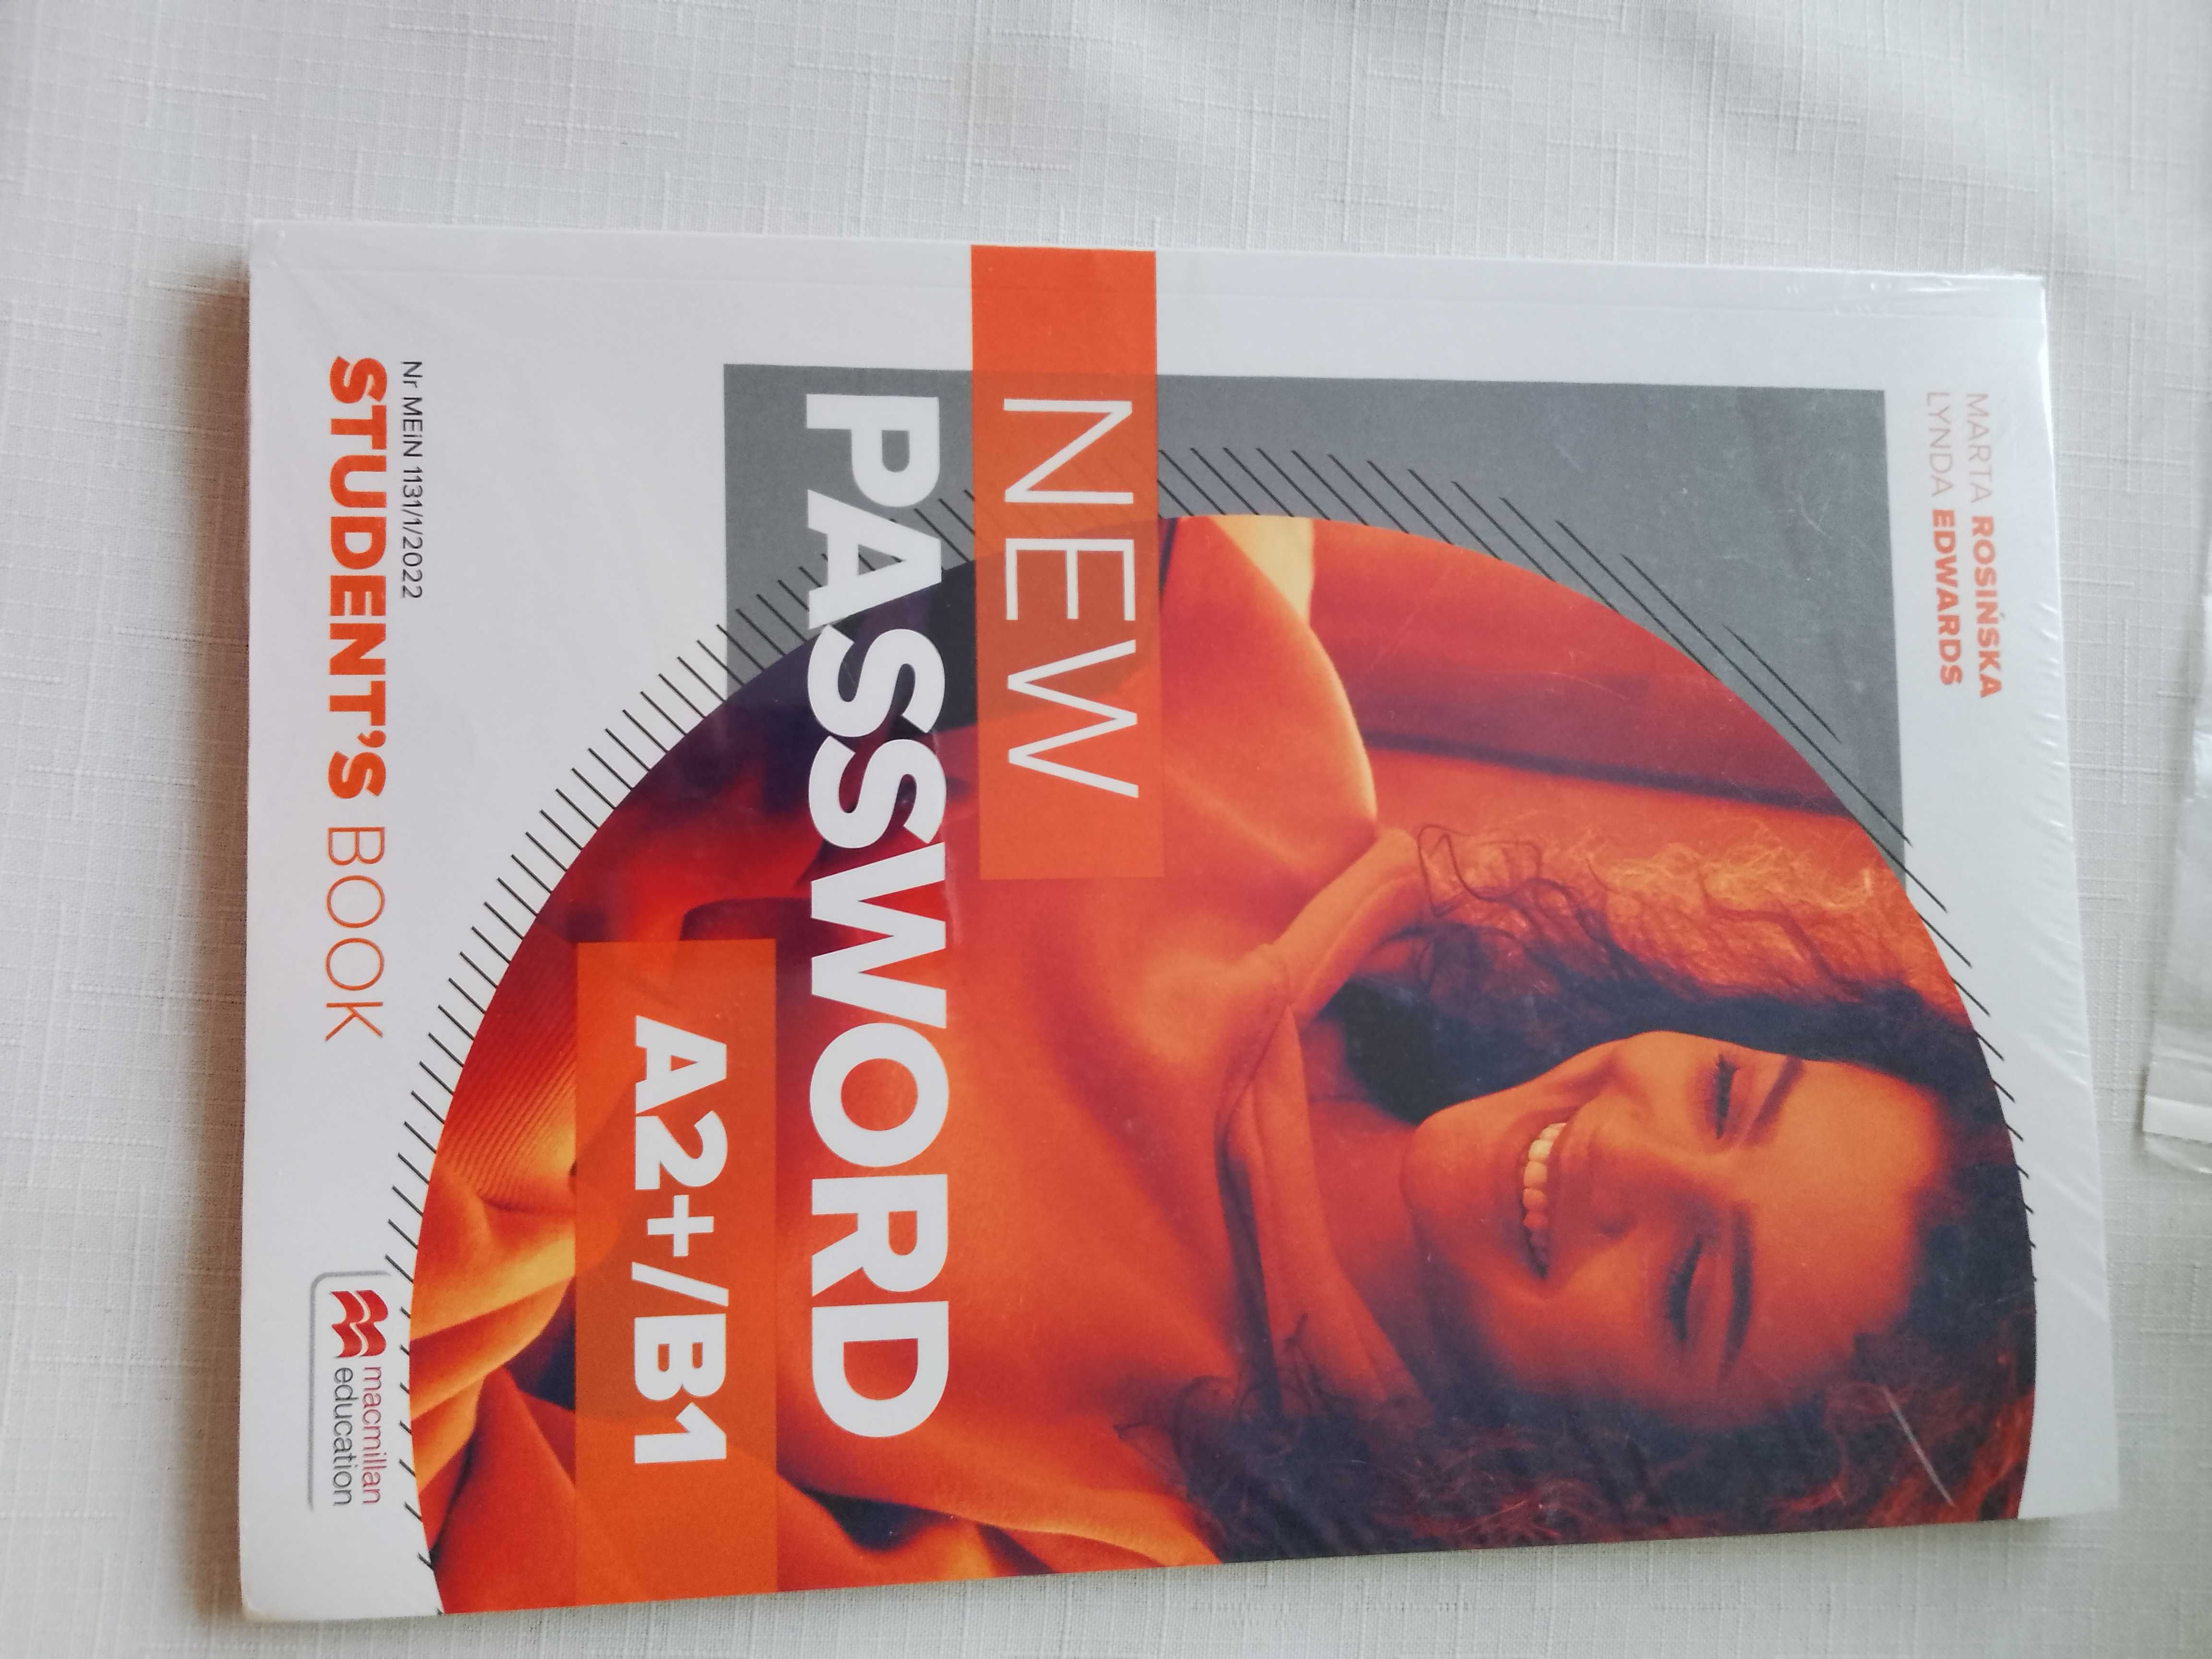 MARTA ROSIŃSKA
LYNDA EDWARDS
NEW
PASSWORD
A2+/B1
Nr MEiN 1131/1/2022
STUDENT'S BOOK
macmillan
education